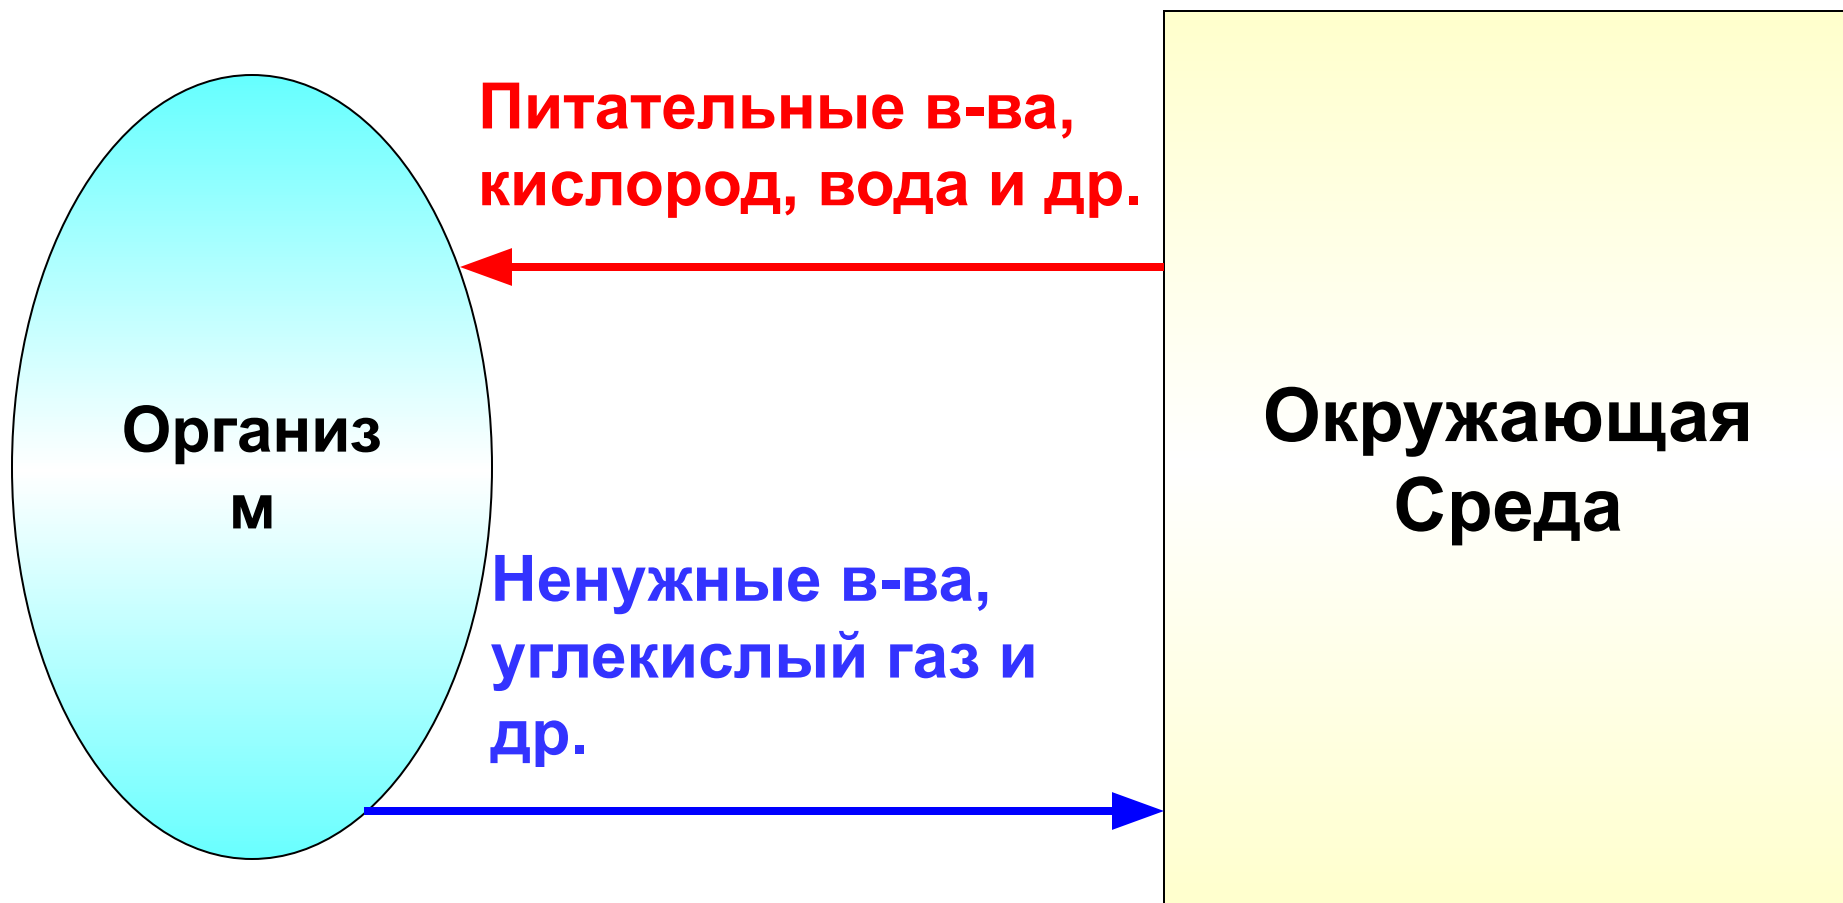 Питательные в-ва,
кислород, вода и др.
Организ
м
Окружающая
Среда
Ненужные в-ва,
углекислый газ и
др.